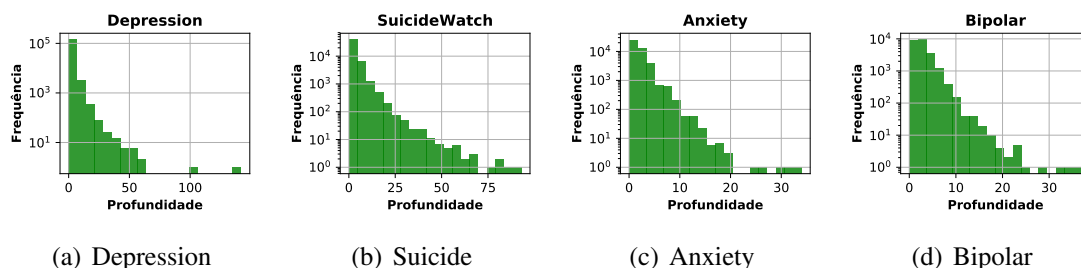 Depression
Frequência
10^5
10^3
10^1
0 50 100
Profundidade
SuicideWatch
Frequência
10^4
10^3
10^2
10^1
10^0
0 25 50 75
Profundidade
Anxiety
Frequência
10^4
10^3
10^2
10^1
10^0
0 10 20 30
Profundidade
Bipolar
Frequência
10^4
10^3
10^2
10^1
10^0
0 10 20 30
Profundidade
(a) Depression
(b) Suicide
(c) Anxiety
(d) Bipolar